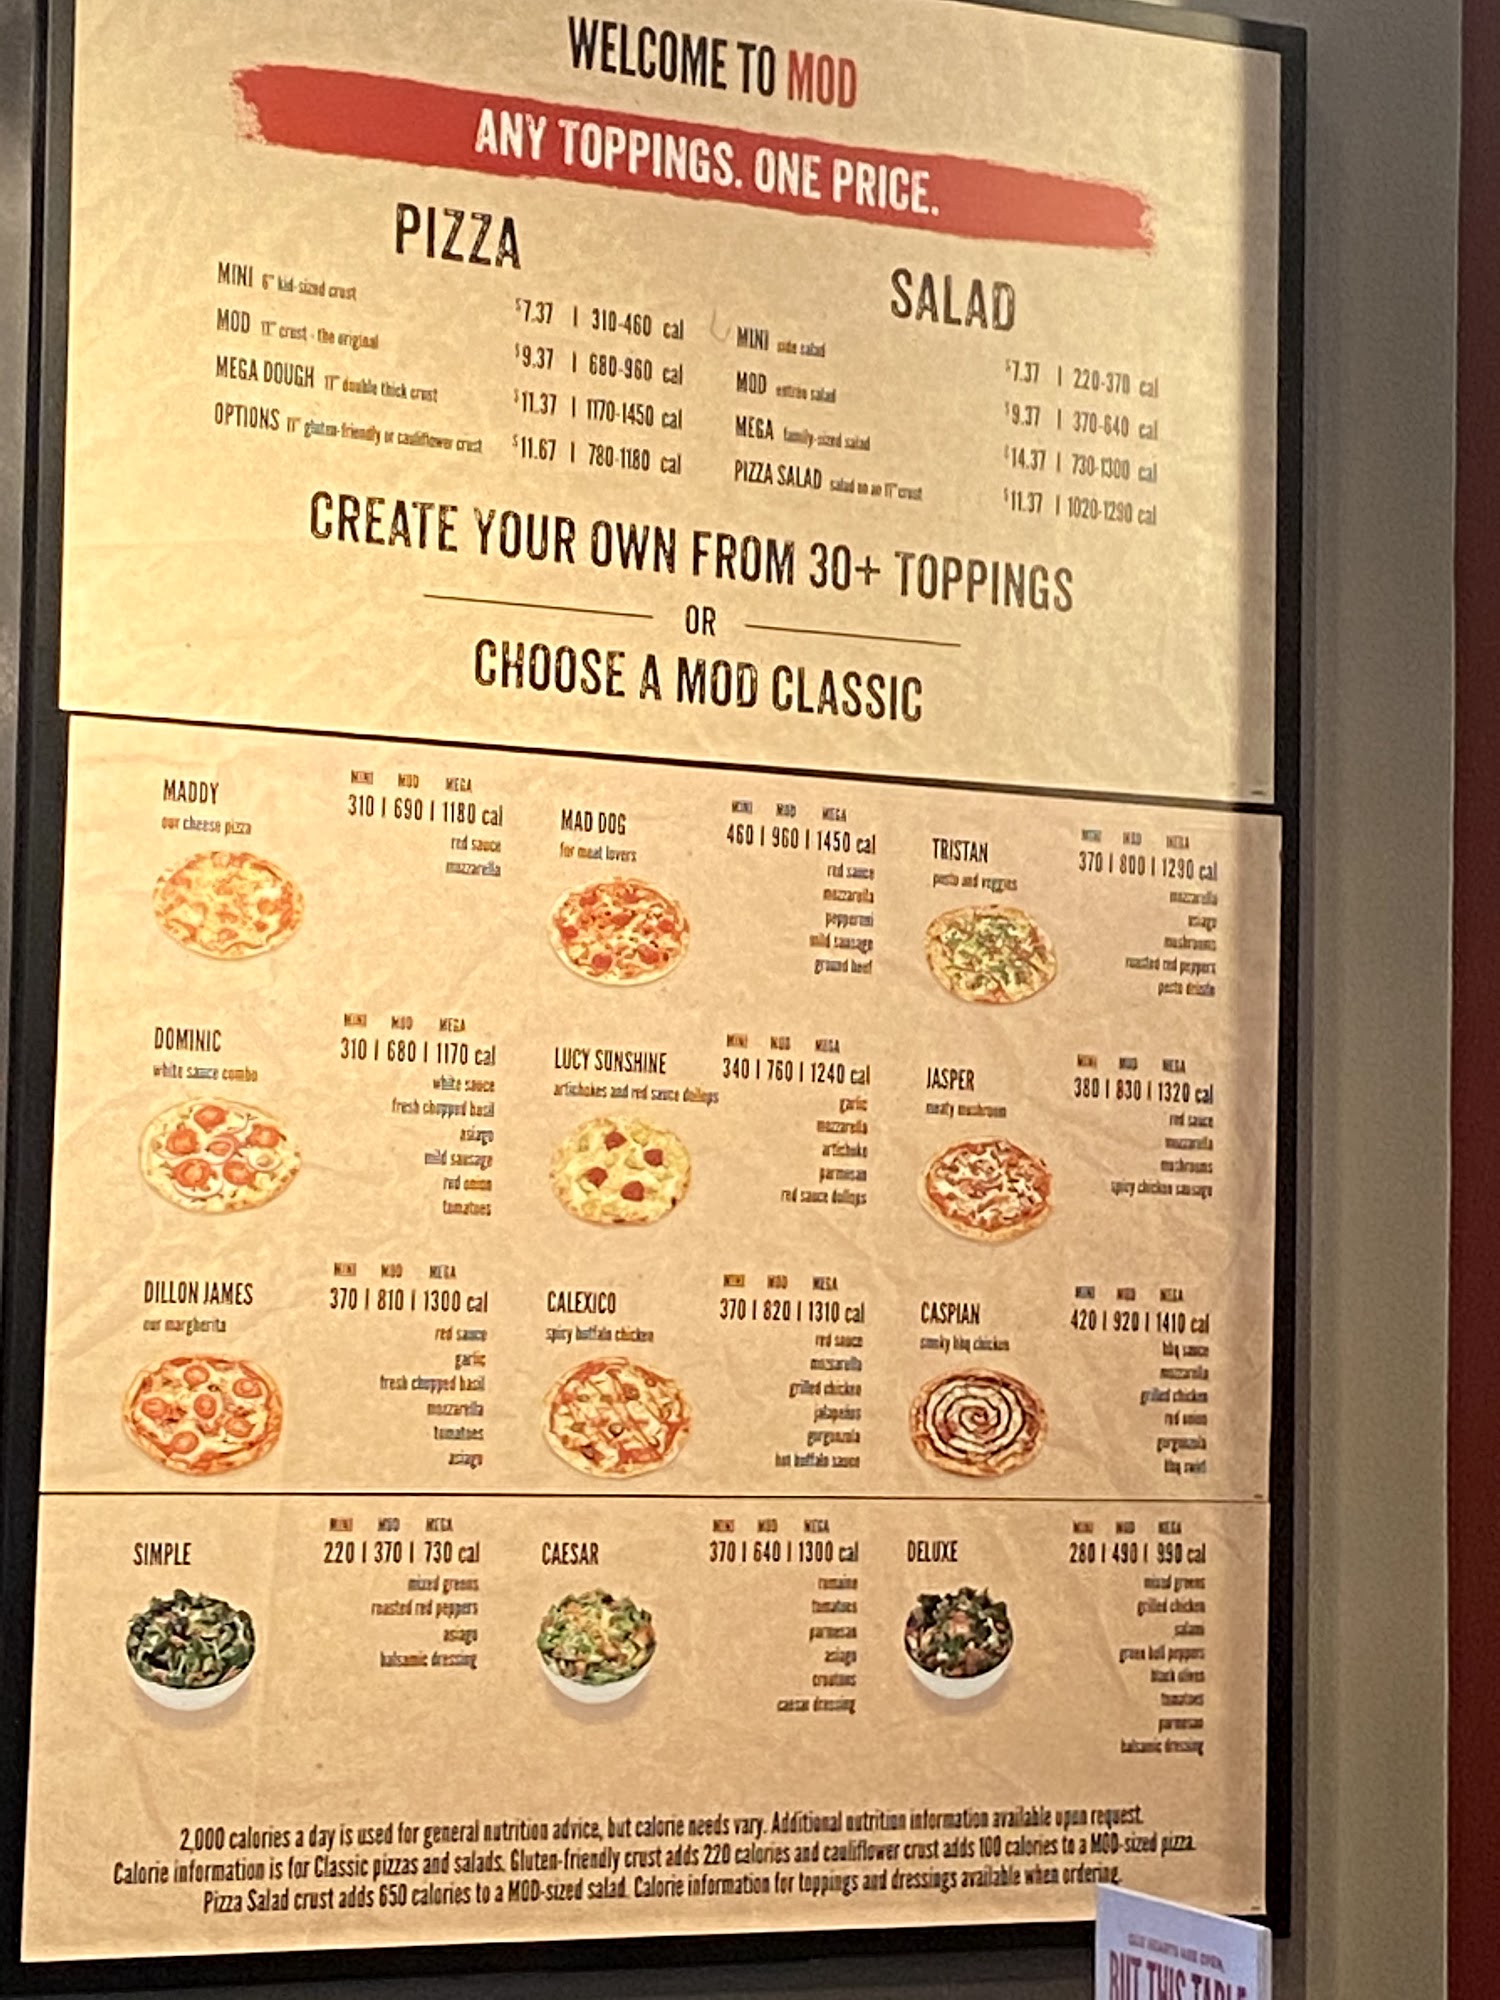 WELCOME TO MOD
ANY TOPPINGS. ONE PRICE.
PIZZA
MINI 6" kid-sized crust $7.37 | 310-460 cal
MOD 11" crust - the original $9.37 | 680-960 cal
MEGA DOUGH 11" double thick crust $11.37 | 1170-1450 cal
OPTIONS 11" gluten-friendly or cauliflower crust $11.67 | 780-1180 cal
SALAD
MINI side salad $7.37 | 220-370 cal
MOD entrée salad $9.37 | 370-640 cal
MEGA family-sized salad $14.37 | 730-1300 cal
PIZZA SALAD salad on an 11" crust $11.37 | 1020-1290 cal
CREATE YOUR OWN FROM 30+ TOPPINGS
OR
CHOOSE A MOD CLASSIC
MADDY
our cheese pizza
MINI MOD MEGA
310 | 690 | 1180 cal
red sauce
mozzarella
MAD DOG
for meat lovers
MINI MOD MEGA
460 | 960 | 1450 cal
red sauce
mozzarella
pepperoni
mild sausage
ground beef
TRISTAN
pesto and veggies
MINI MOD MEGA
370 | 800 | 1290 cal
mozzarella
asiago
mushrooms
roasted red peppers
pesto drizzle
DOMINIC
white sauce combo
MINI MOD MEGA
310 | 680 | 1170 cal
white sauce
fresh chopped basil
asiago
mild sausage
red onion
tomatoes
LUCY SUNSHINE
artichokes and red sauce dollops
MINI MOD MEGA
340 | 760 | 1240 cal
garlic
mozzarella
artichoke
parmesan
red sauce dollops
JASPER
meaty mushroom
MINI MOD MEGA
380 | 830 | 1320 cal
red sauce
mozzarella
mushrooms
spicy chicken sausage
DILLON JAMES
our margherita
MINI MOD MEGA
370 | 810 | 1300 cal
red sauce
garlic
fresh chopped basil
mozzarella
tomatoes
asiago
CALEXICO
spicy buffalo chicken
MINI MOD MEGA
370 | 820 | 1310 cal
red sauce
mozzarella
grilled chicken
jalapeños
gorgonzola
hot buffalo sauce
CASPIAN
smoky bbq chicken
MINI MOD MEGA
420 | 920 | 1410 cal
bbq sauce
mozzarella
grilled chicken
red onion
gorgonzola
bbq swirl
SIMPLE
MINI MOD MEGA
220 | 370 | 730 cal
mixed greens
roasted red peppers
asiago
balsamic dressing
CAESAR
MINI MOD MEGA
370 | 640 | 1300 cal
romaine
tomatoes
parmesan
asiago
croutons
caesar dressing
DELUXE
MINI MOD MEGA
280 | 490 | 990 cal
mixed greens
grilled chicken
salami
green bell peppers
black olives
tomatoes
parmesan
balsamic dressing
2,000 calories a day is used for general nutrition advice, but calorie needs vary. Additional nutrition information available upon request.
Calorie information is for Classic pizzas and salads. Gluten-friendly crust adds 220 calories and cauliflower crust adds 100 calories to a MOD-sized pizza.
Pizza Salad crust adds 650 calories to a MOD-sized salad. Calorie information for toppings and dressings available when ordering.
OUR HEARTS ARE OPEN,
BUT THIS TABLE